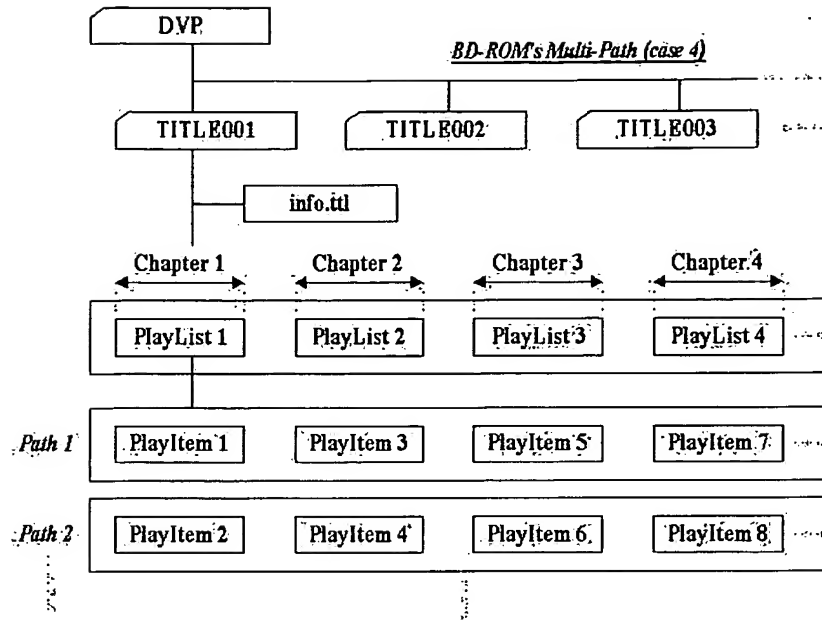 DVP
BD-ROM's Multi-Path (case 4)
TITLE001 TITLE002 TITLE003
info.ttl
Chapter 1 Chapter 2 Chapter 3 Chapter 4
PlayList 1 PlayList 2 PlayList 3 PlayList 4
Path 1 PlayItem 1 PlayItem 3 PlayItem 5 PlayItem 7
Path 2 PlayItem 2 PlayItem 4 PlayItem 6 PlayItem 8